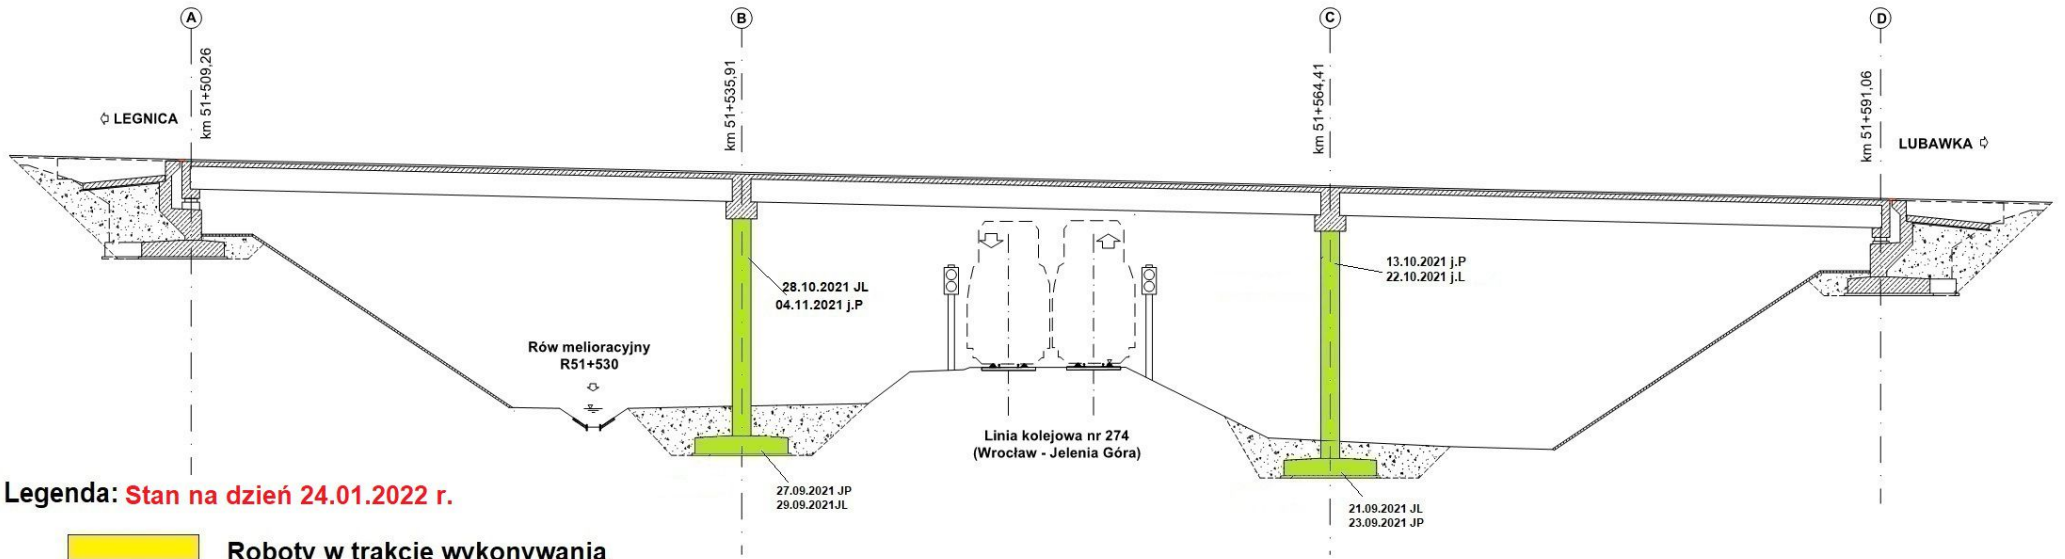 A
B
C
D
km 51+509,26
km 51+535,91
km 51+564,41
km 51+591,06
LEGNICA
LUBAWKA
28.10.2021 JL
04.11.2021 j.P
13.10.2021 j.P
22.10.2021 j.L
Rów melioracyjny
R51+530
Linia kolejowa nr 274
(Wrocław - Jelenia Góra)
27.09.2021 JP
29.09.2021JL
21.09.2021 JL
23.09.2021 JP
Legenda: Stan na dzień 24.01.2022 r.
Roboty w trakcie wykonywania